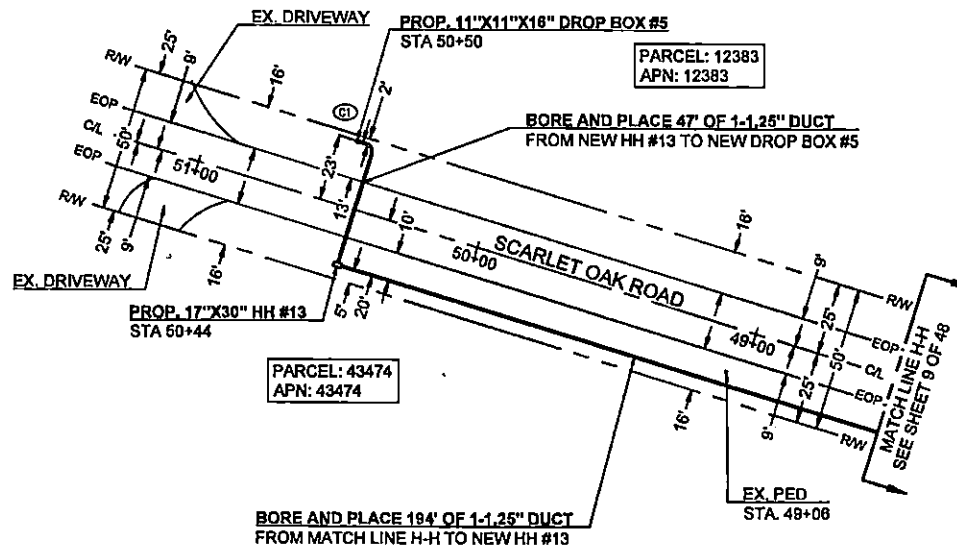 EX. DRIVEWAY
PROP. 11"X11"X16" DROP BOX #5
STA 50+50
PARCEL: 12383
APN: 12383
R/W
25'
9'
16'
2'
C1
EOP
C/L
50'
EOP
R/W
BORE AND PLACE 47' OF 1-1.25" DUCT
FROM NEW HH #13 TO NEW DROP BOX #5
51+00
23'
13'
10'
16'
25'
9'
16'
50+00
SCARLET OAK ROAD
49+00
9'
25'
50'
R/W
EOP
C/L
EOP
R/W
25'
9'
16'
EX. DRIVEWAY
PROP. 17"X30" HH #13
STA 50+44
5'
20'
PARCEL: 43474
APN: 43474
MATCH LINE H-H
SEE SHEET 9 OF 48
EX. PED
STA. 49+06
BORE AND PLACE 194' OF 1-1.25" DUCT
FROM MATCH LINE H-H TO NEW HH #13